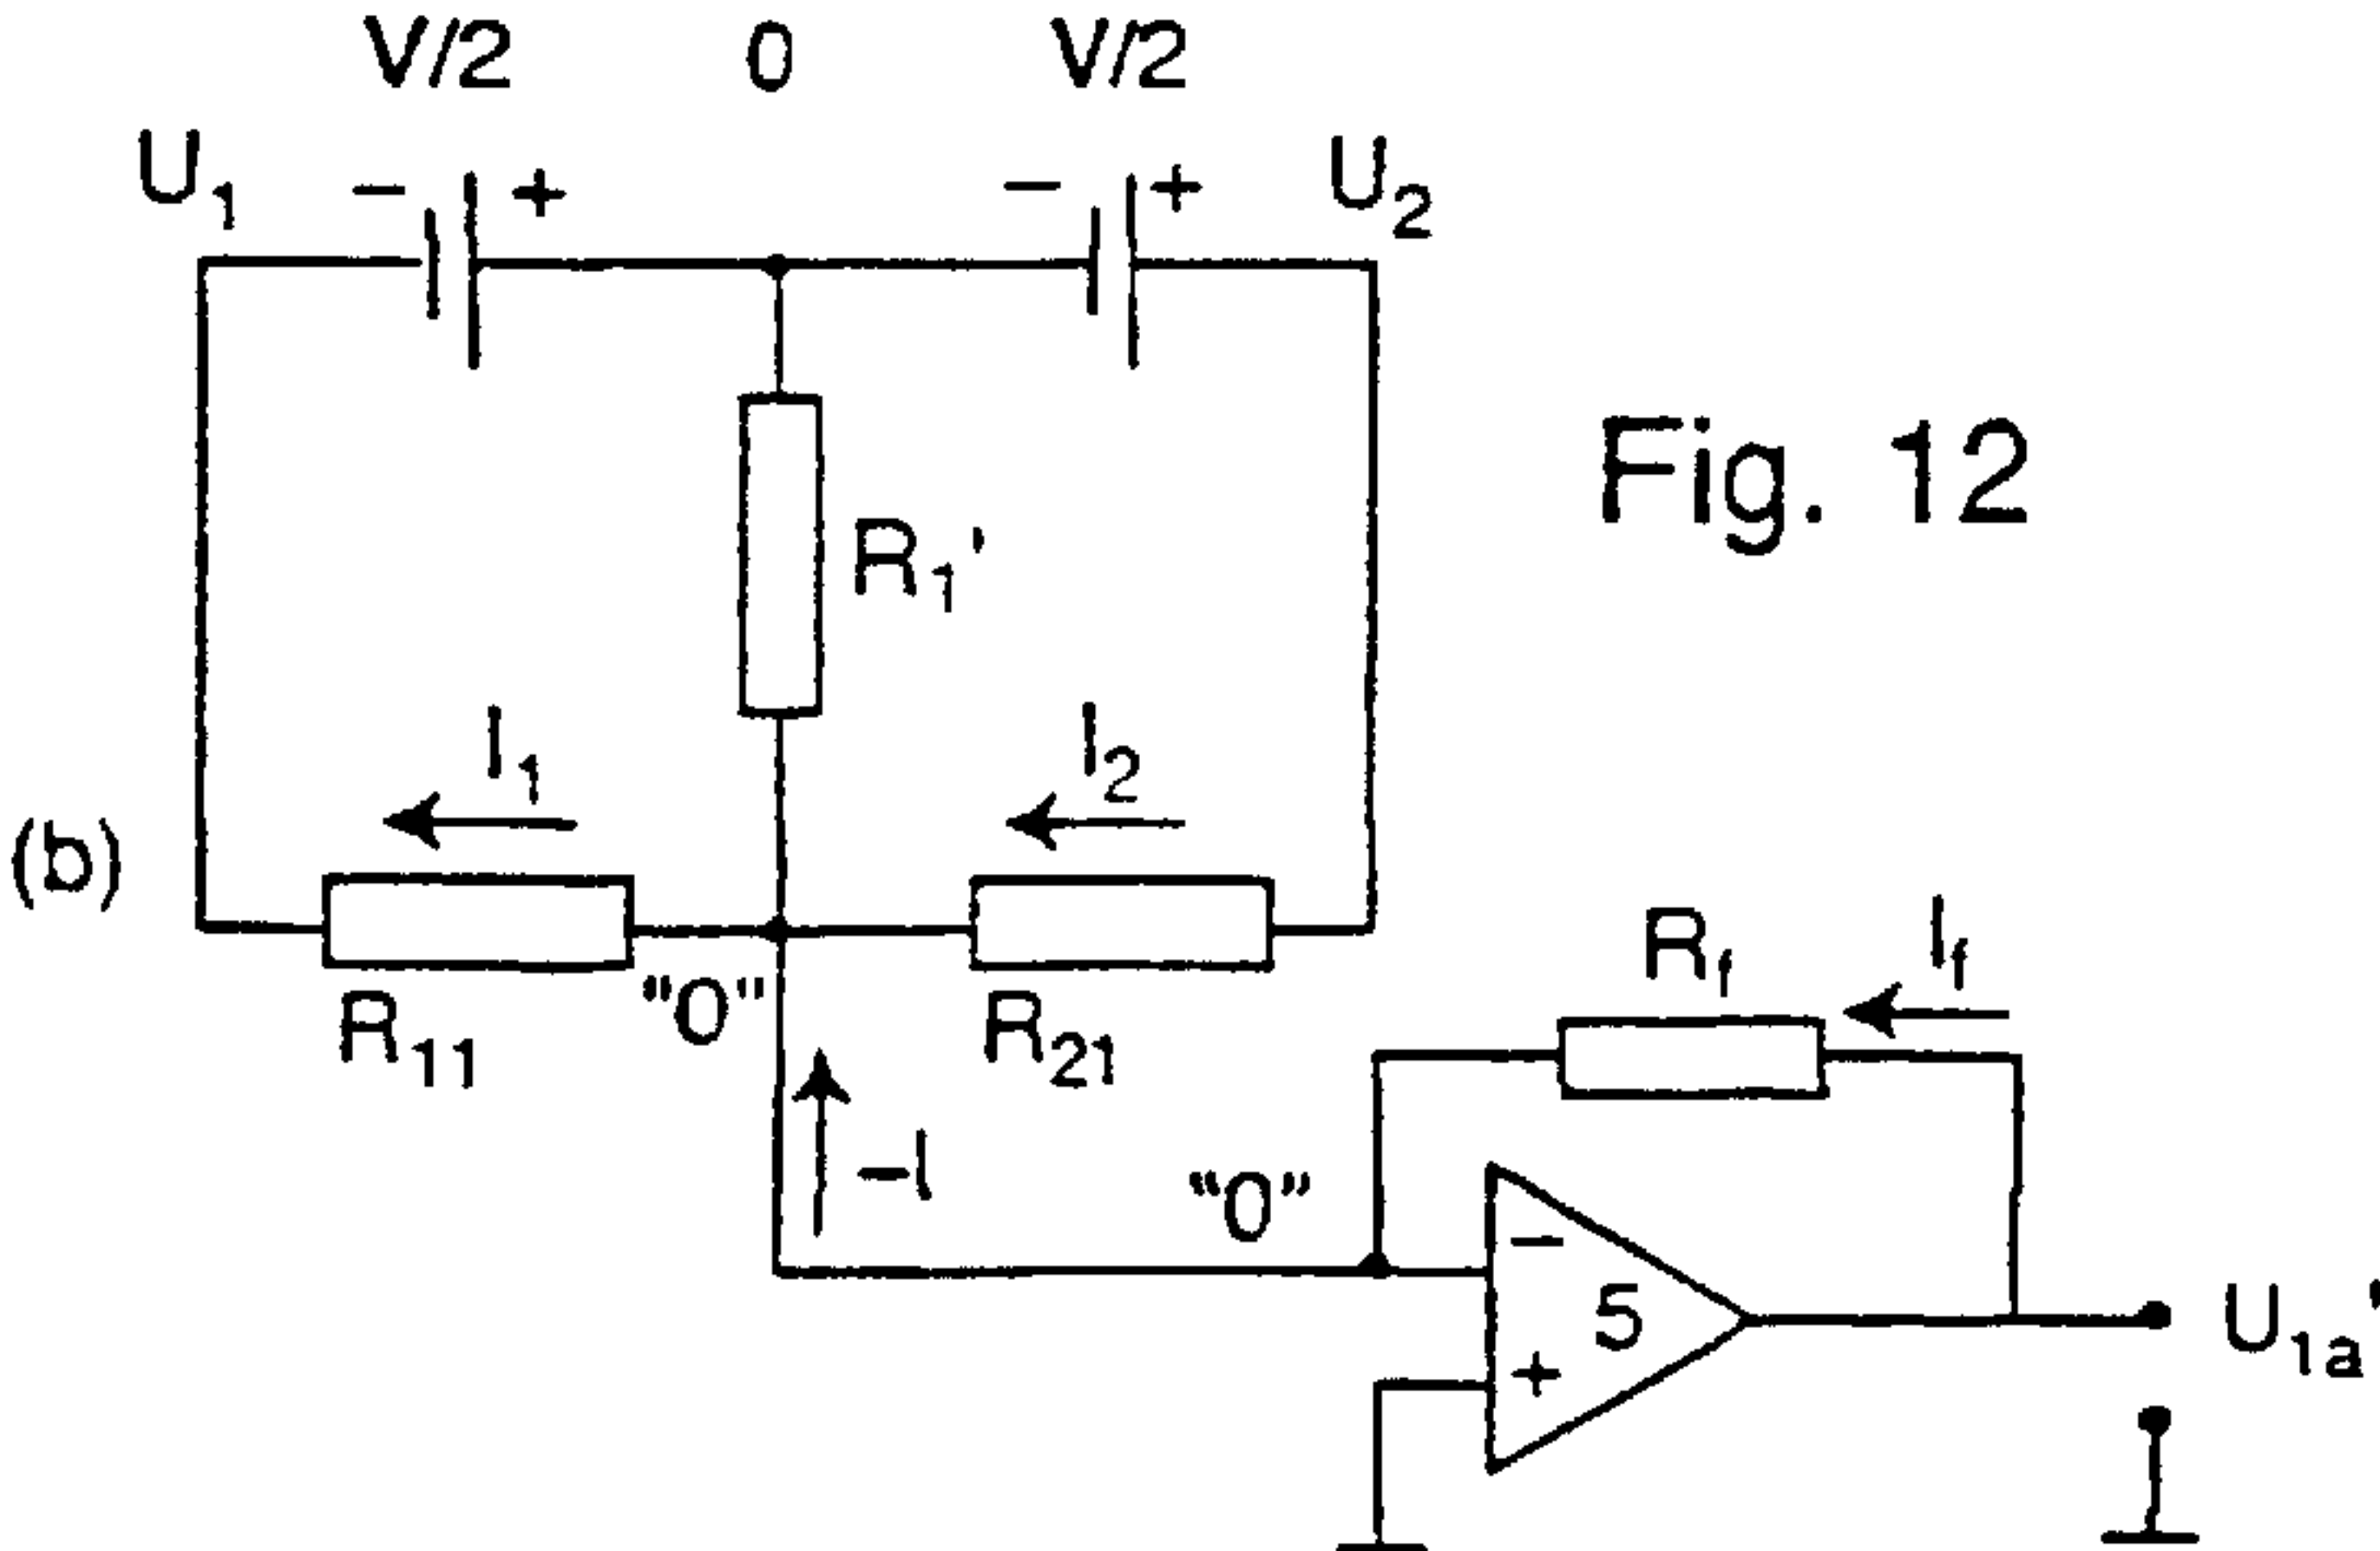 V/2 0 V/2
U1 - + - + U2
Fig. 12
R1'
I1 I2
(b)
Rf If
"0"
R11 R21
-I
"0"
-
5
+
U1a'